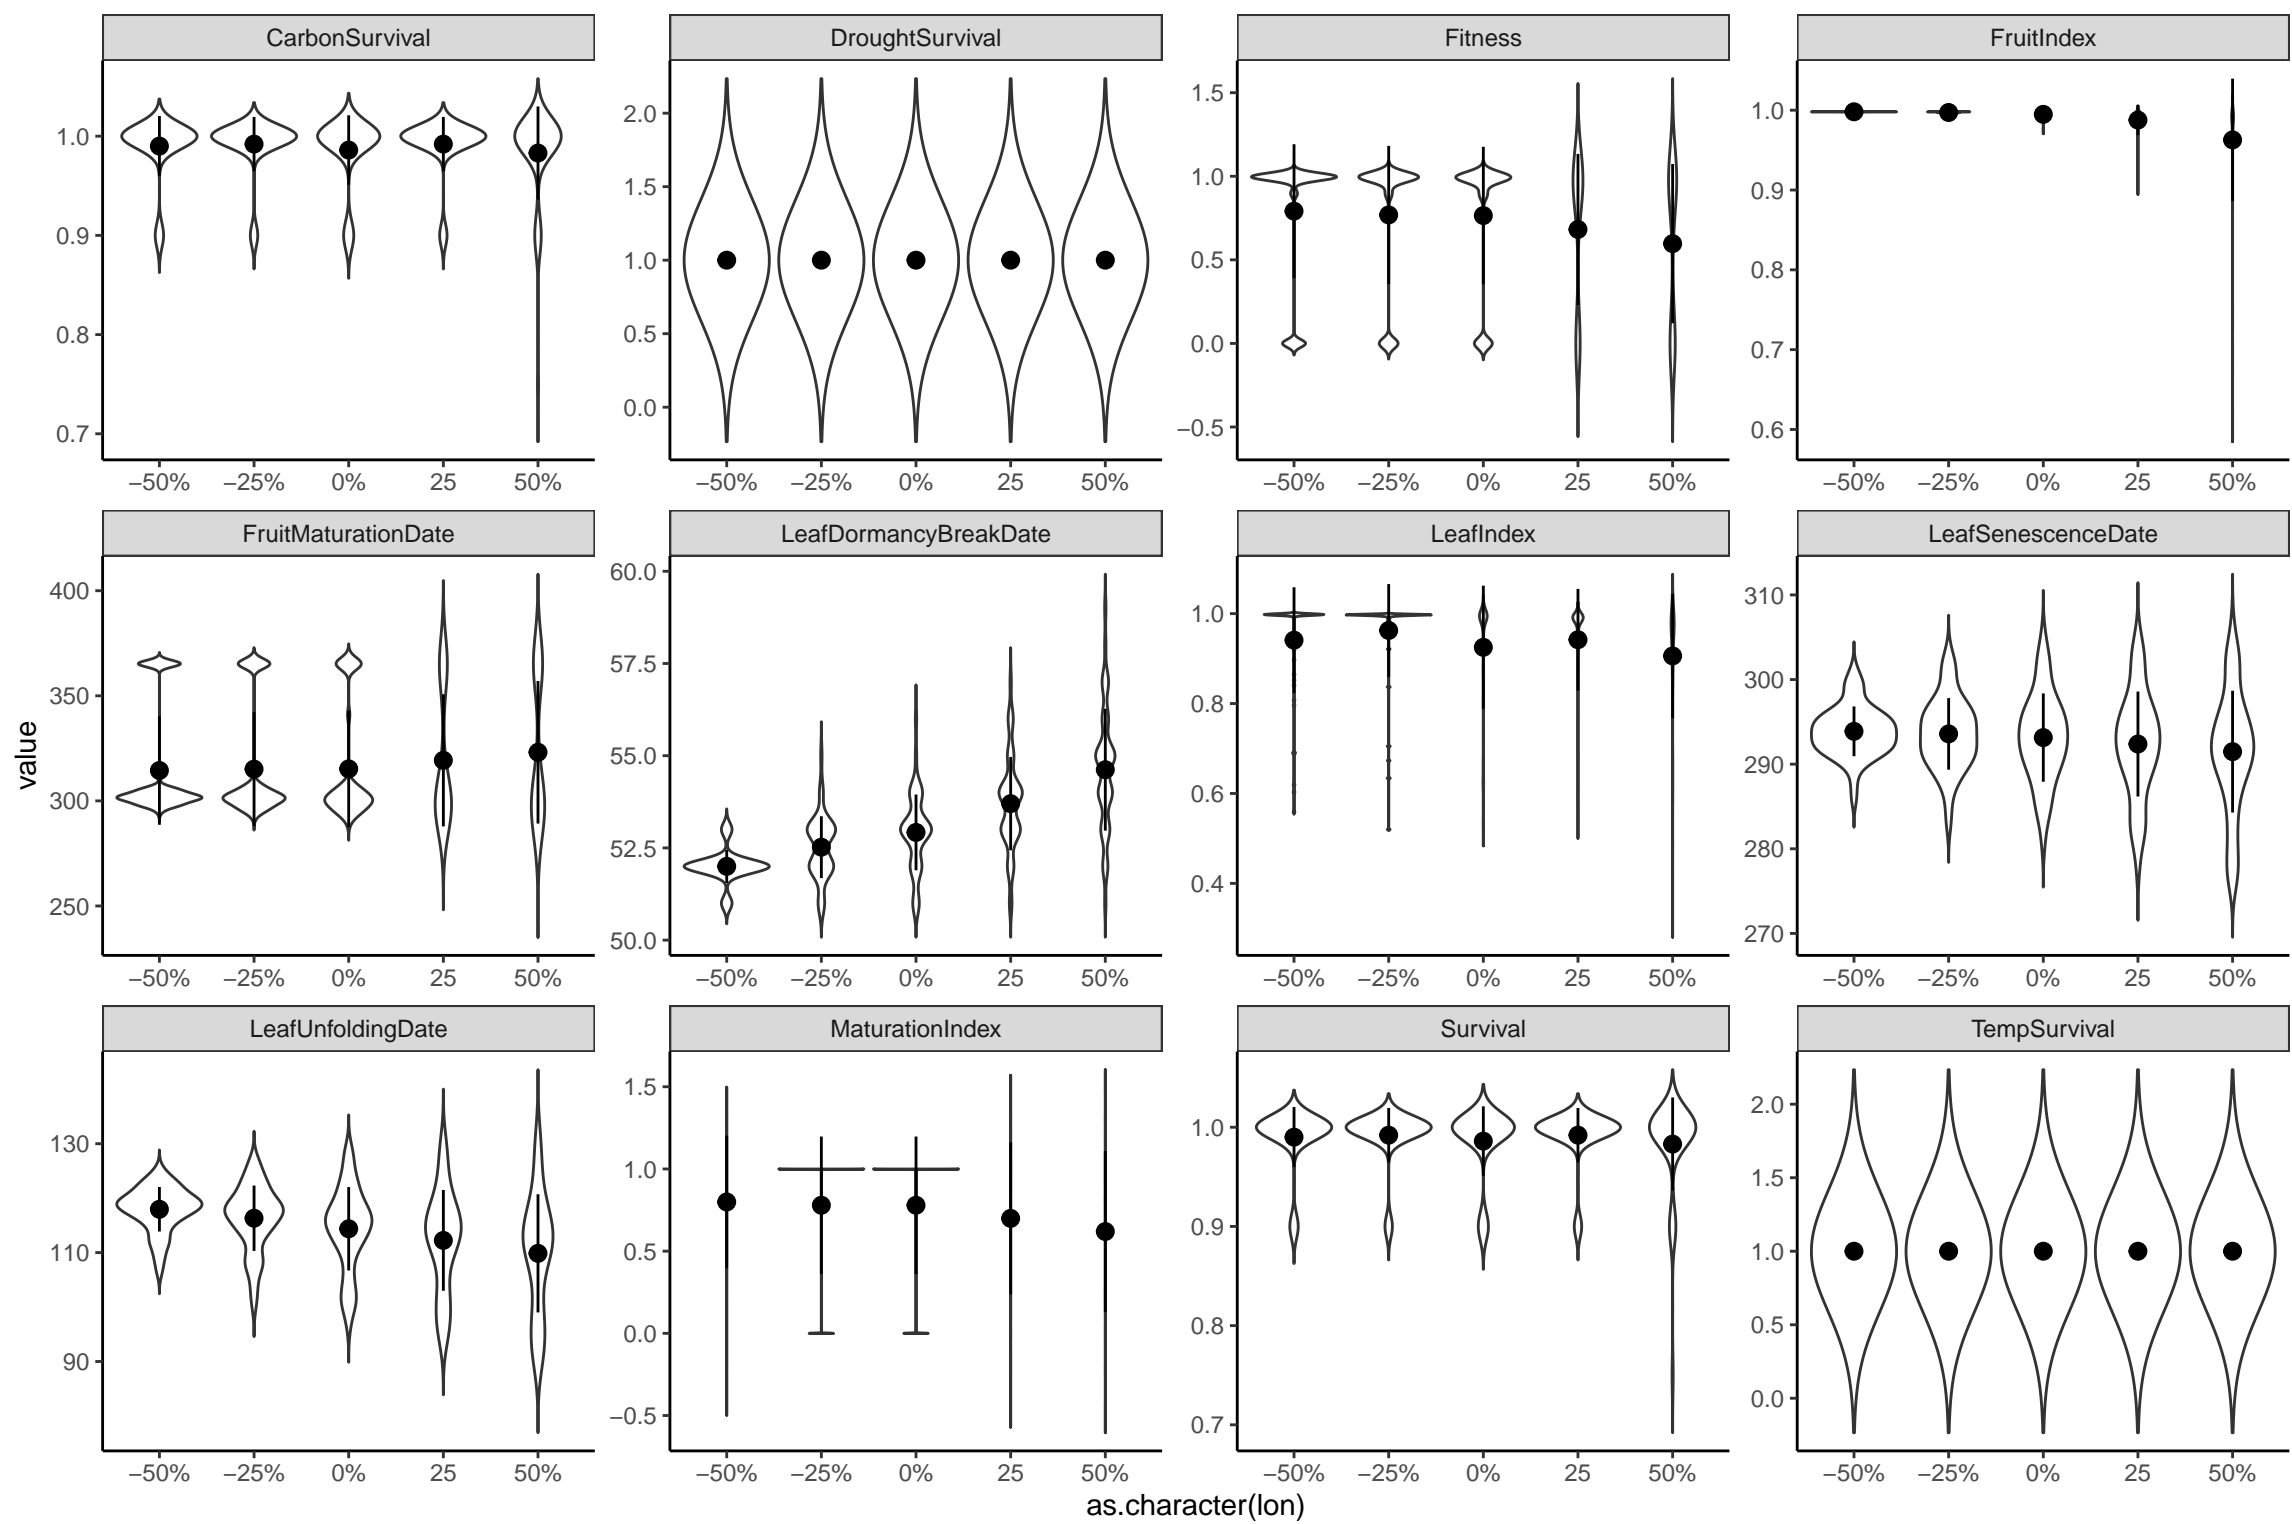 CarbonSurvival
DroughtSurvival
Fitness
FruitIndex
1.0
0.9
0.8
0.7
2.0
1.5
1.0
0.5
0.0
1.5
1.0
0.5
0.0
−0.5
1.0
0.9
0.8
0.7
0.6
−50% −25% 0% 25 50%
−50% −25% 0% 25 50%
−50% −25% 0% 25 50%
−50% −25% 0% 25 50%
FruitMaturationDate
LeafDormancyBreakDate
LeafIndex
LeafSenescenceDate
value
400
350
300
250
60.0
57.5
55.0
52.5
50.0
1.0
0.8
0.6
0.4
310
300
290
280
270
−50% −25% 0% 25 50%
−50% −25% 0% 25 50%
−50% −25% 0% 25 50%
−50% −25% 0% 25 50%
LeafUnfoldingDate
MaturationIndex
Survival
TempSurvival
130
110
90
1.5
1.0
0.5
0.0
−0.5
1.0
0.9
0.8
0.7
2.0
1.5
1.0
0.5
0.0
−50% −25% 0% 25 50%
−50% −25% 0% 25 50%
−50% −25% 0% 25 50%
−50% −25% 0% 25 50%
as.character(lon)